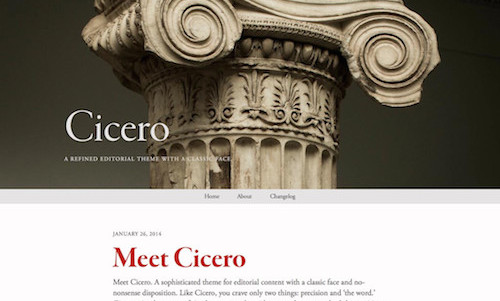 Cicero
A REFINED EDITORIAL THEME WITH A CLASSIC FACE
Home About Changelog
JANUARY 26, 2014
Meet Cicero
Meet Cicero. A sophisticated theme for editorial content with a classic face and no-
nonsense disposition. Like Cicero, you crave only two things: precision and 'the word.'